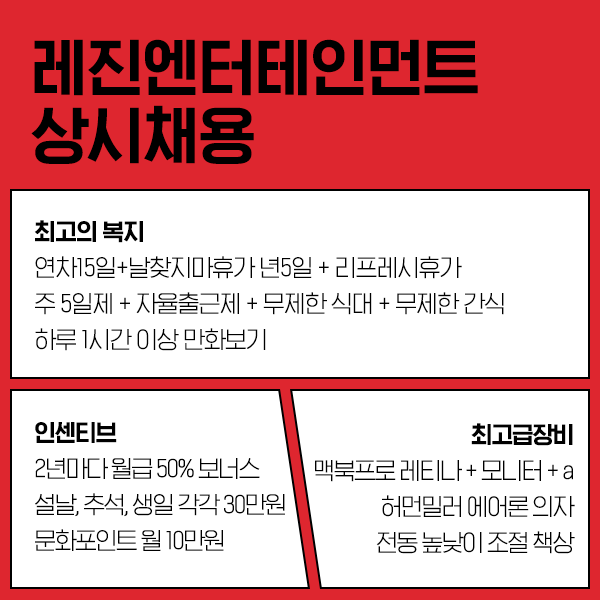 레진엔터테인먼트
상시채용
최고의 복지
연차15일+날찾지마휴가 년5일 + 리프레시휴가
주 5일제 + 자율출근제 + 무제한 식대 + 무제한 간식
하루 1시간 이상 만화보기
인센티브
2년마다 월급 50% 보너스
설날, 추석, 생일 각각 30만원
문화포인트 월 10만원
최고급장비
맥북프로 레티나 + 모니터 + a
허먼밀러 에어론 의자
전동 높낮이 조절 책상